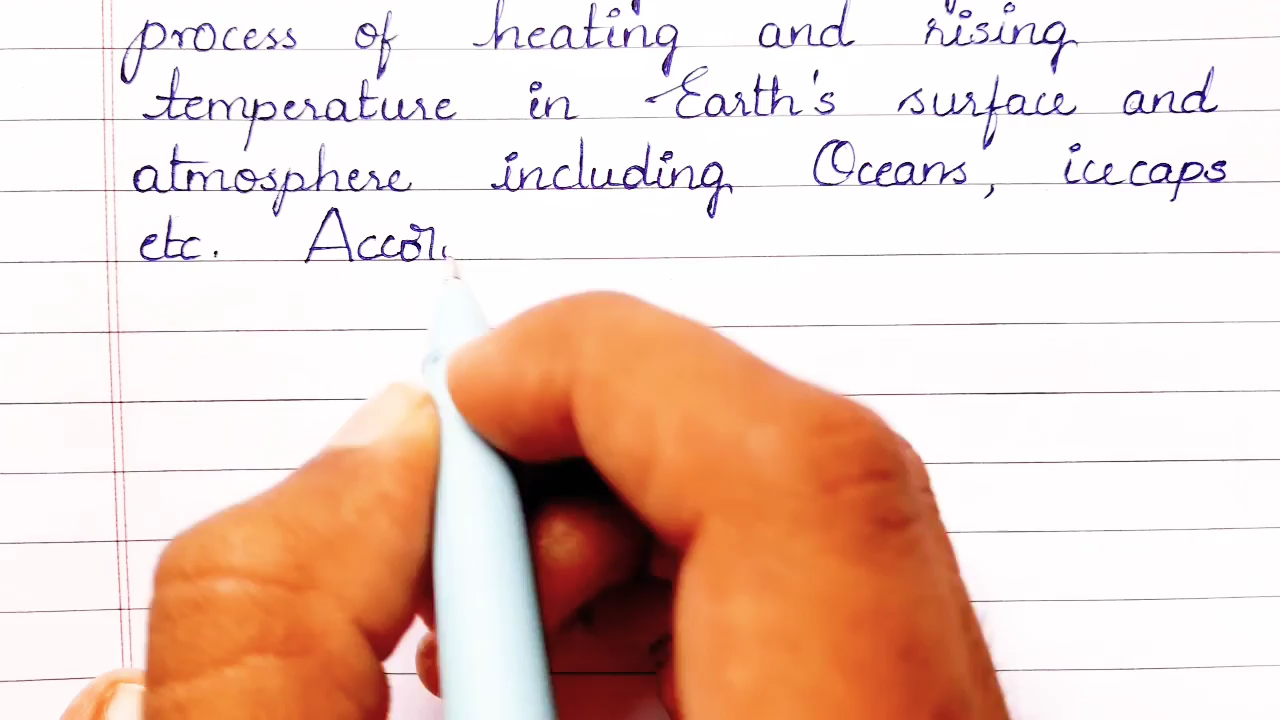 process of heating and rising
temperature in Earth's surface and
atmosphere including Oceans, icecaps
etc. Accor